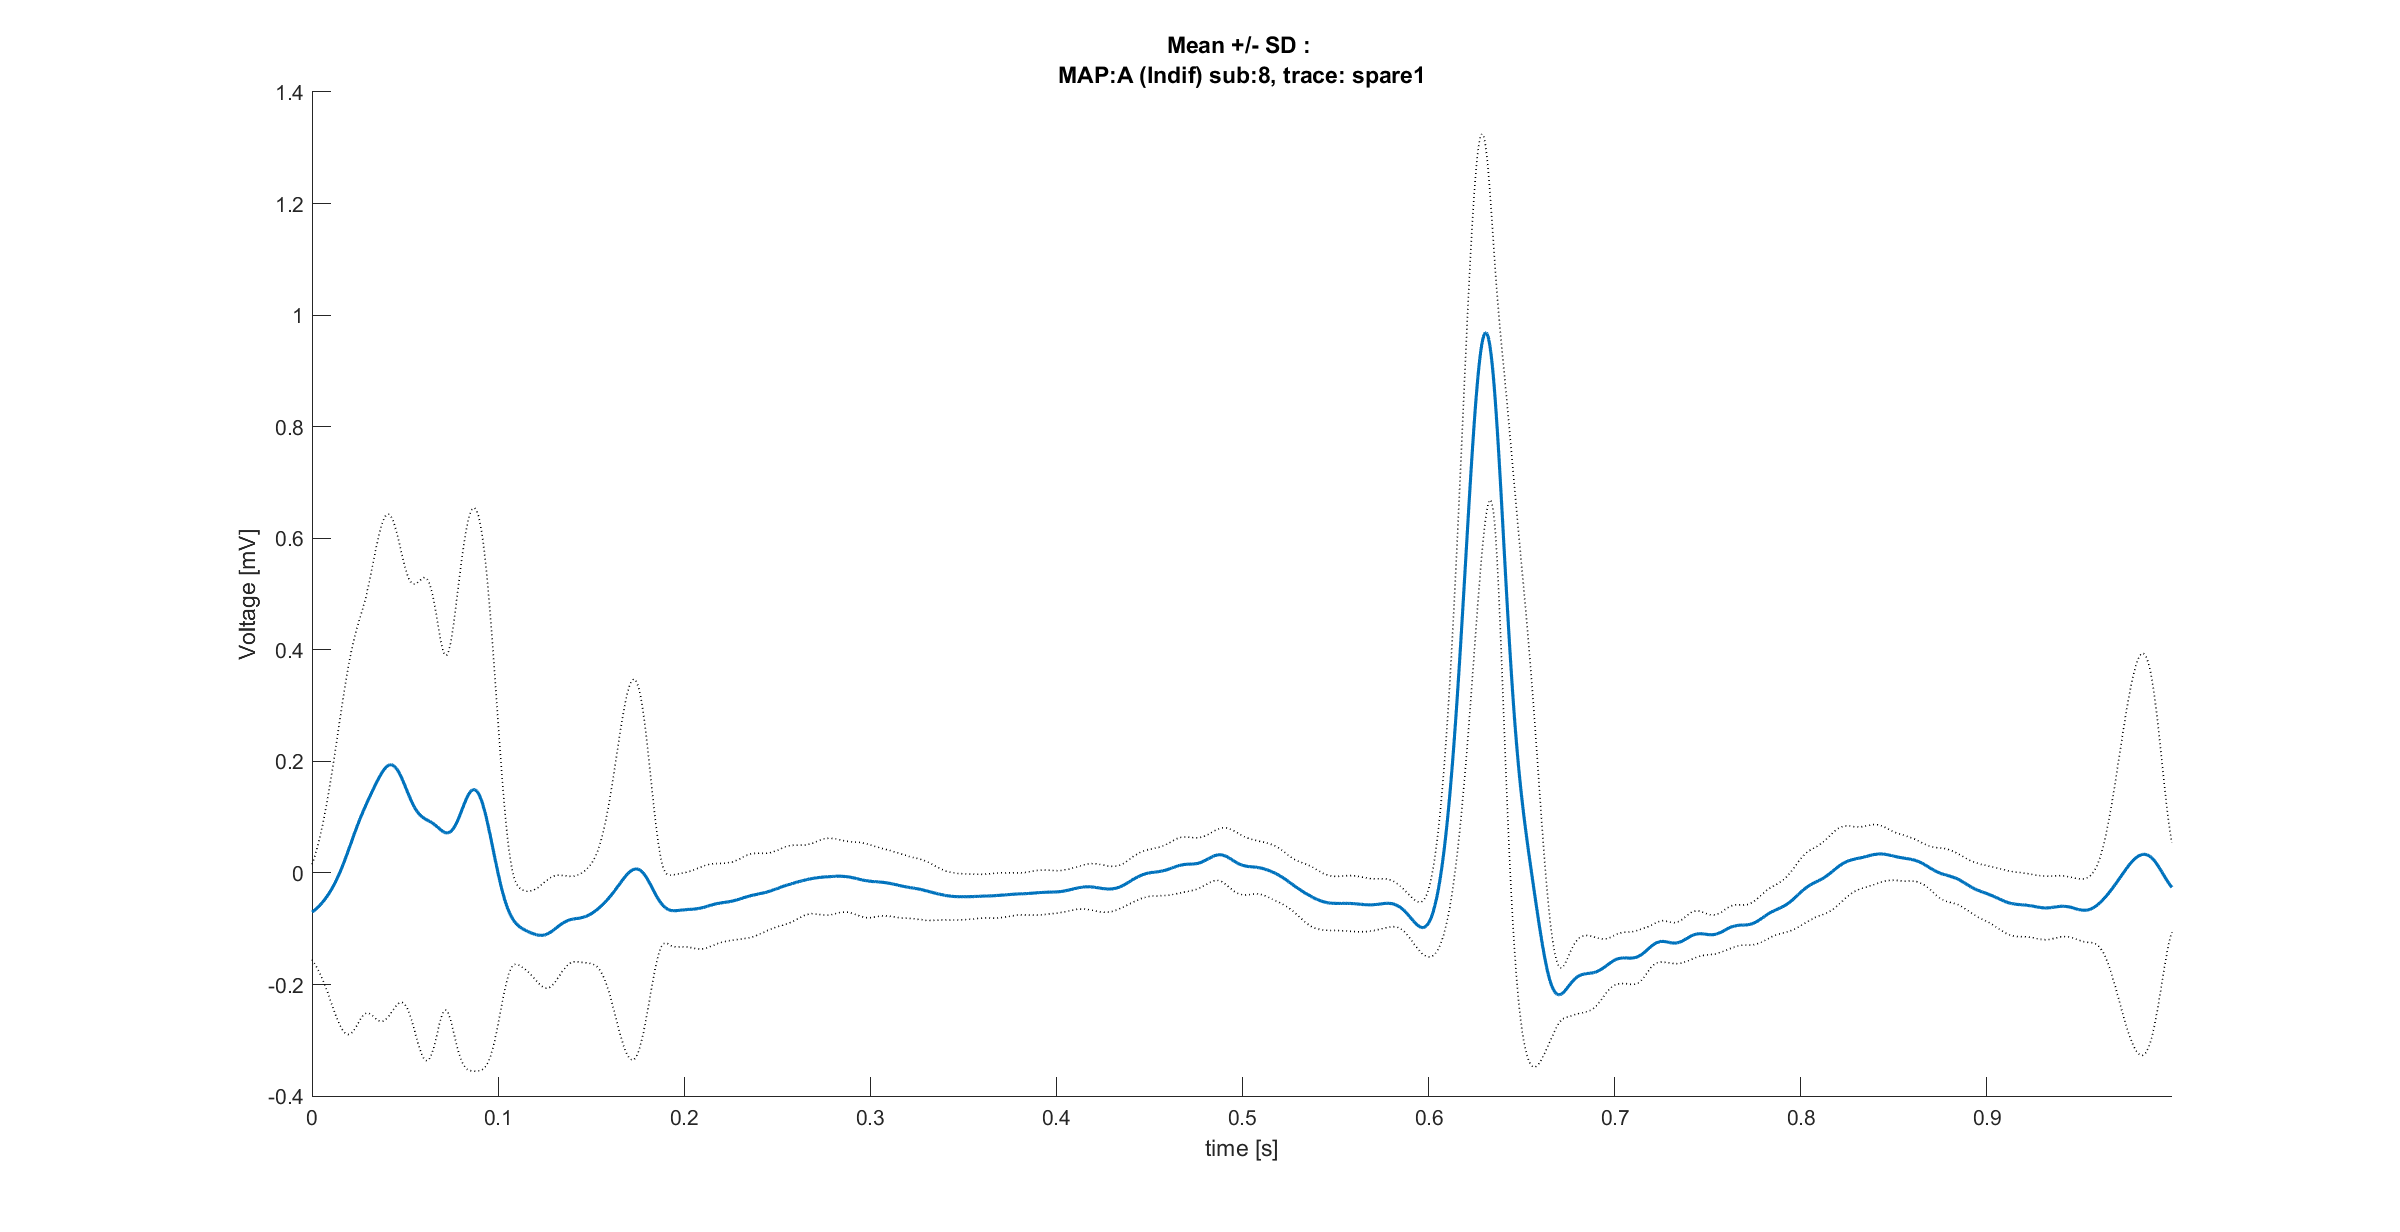 Mean +/- SD :
MAP:A (Indif) sub:8, trace: spare1
1.4
1.2
1
0.8
0.6
0.4
0.2
0
-0.2
-0.4
Voltage [mV]
0 0.1 0.2 0.3 0.4 0.5 0.6 0.7 0.8 0.9
time [s]